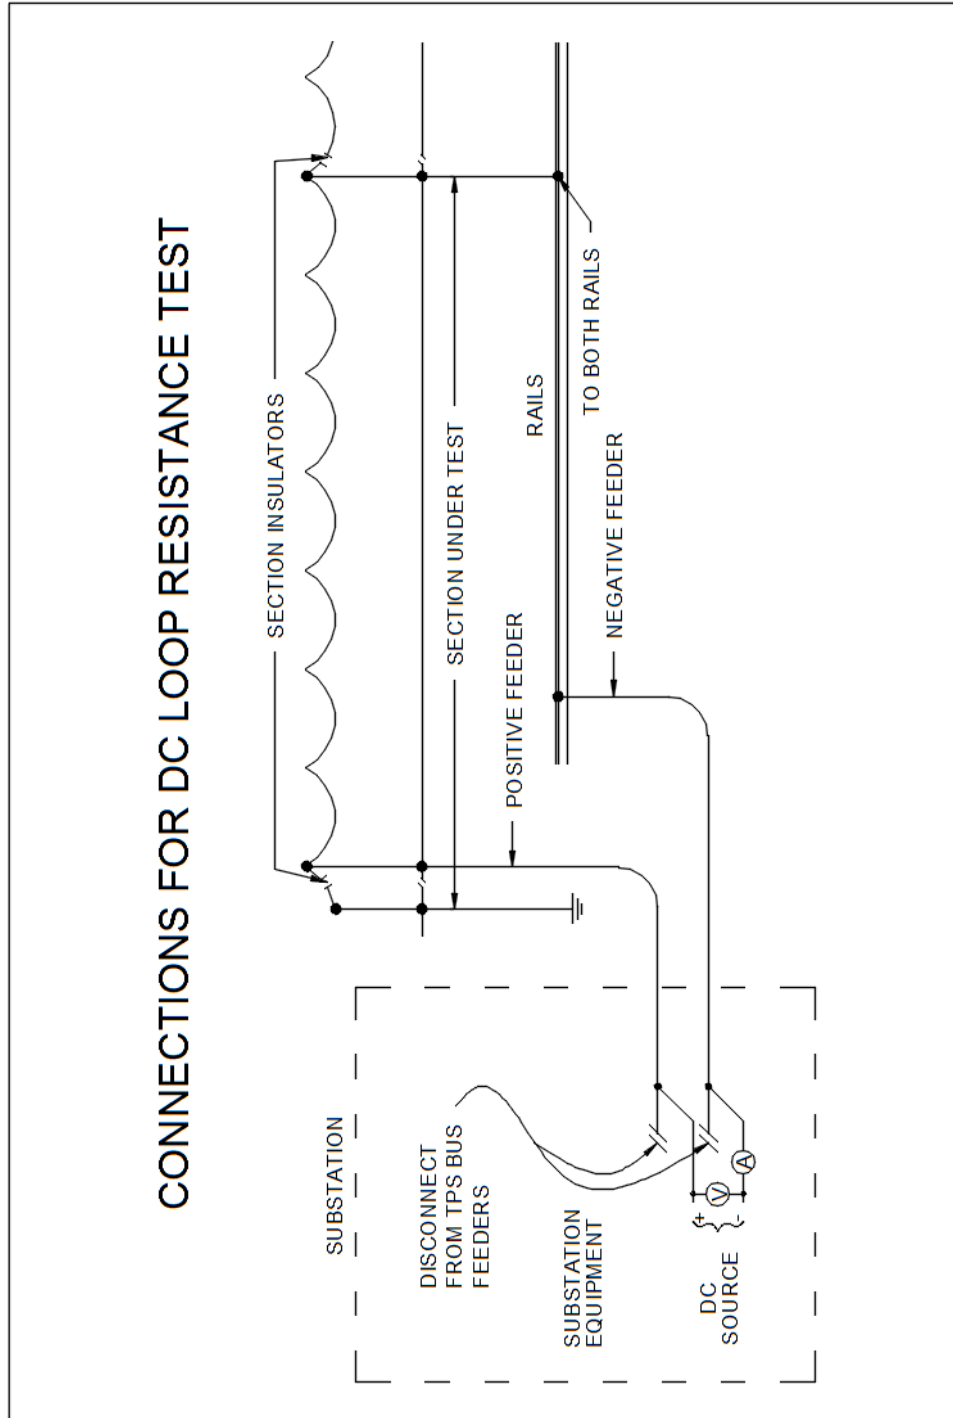 CONNECTIONS FOR DC LOOP RESISTANCE TEST
SECTION INSULATORS
SECTION UNDER TEST
POSITIVE FEEDER
RAILS
TO BOTH RAILS
NEGATIVE FEEDER
SUBSTATION
DISCONNECT
FROM TPS BUS
FEEDERS
SUBSTATION
EQUIPMENT
V
A
+
-
DC
SOURCE